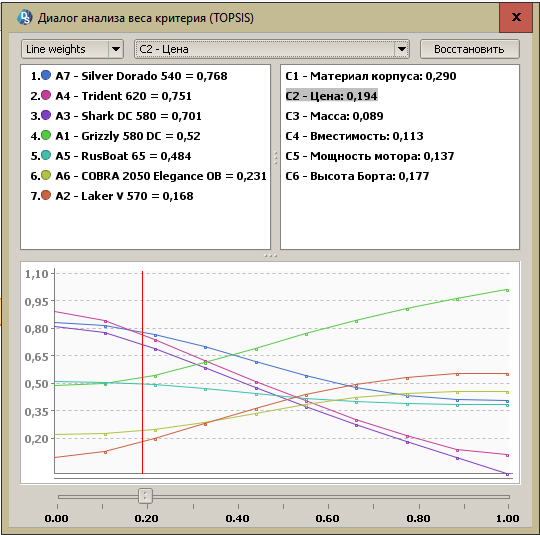 Диалог анализа веса критерия (TOPSIS)
Line weights
C2 - Цена
Восстановить
1. A7 - Silver Dorado 540 = 0,768
2. A4 - Trident 620 = 0,751
3. A3 - Shark DC 580 = 0,701
4. A1 - Grizzly 580 DC = 0,52
5. A5 - RusBoat 65 = 0,484
6. A6 - COBRA 2050 Elegance OB = 0,231
7. A2 - Laker V 570 = 0,168
C1 - Материал корпуса: 0,290
C2 - Цена: 0,194
C3 - Масса: 0,089
C4 - Вместимость: 0,113
C5 - Мощность мотора: 0,137
C6 - Высота Борта: 0,177
1,10
0,95
0,80
0,65
0,50
0,35
0,20
0.00 0.20 0.40 0.60 0.80 1.00